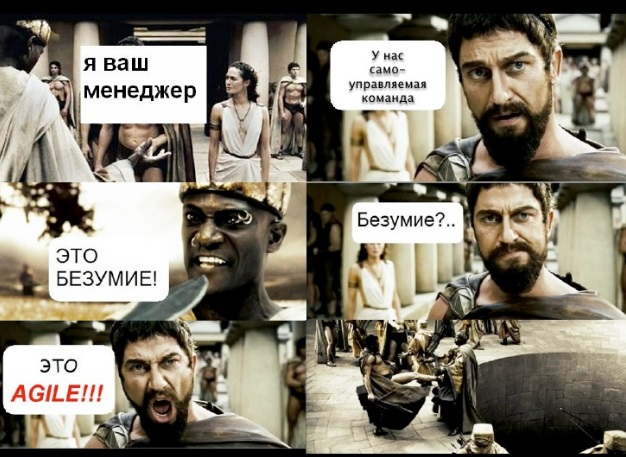 я ваш
менеджер
У нас
само-
управляемая
команда
ЭТО
БЕЗУМИЕ!
Безумие?..
ЭТО
AGILE!!!